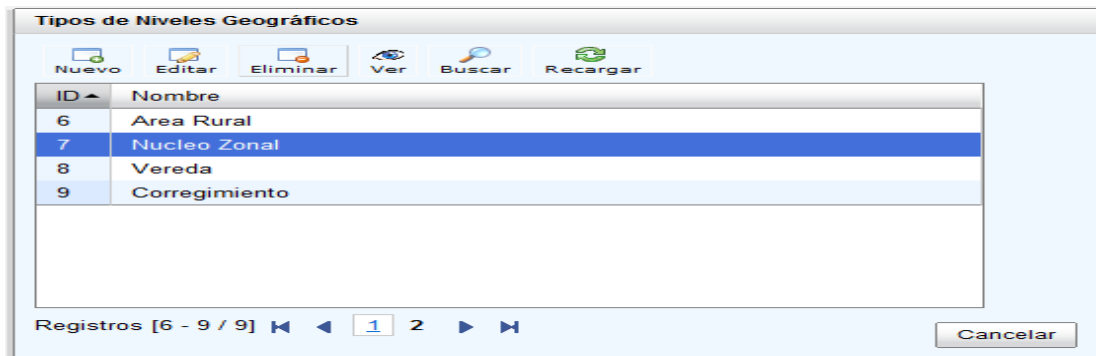 Tipos de Niveles Geográficos
Nuevo Editar Eliminar Ver Buscar Recargar
ID Nombre
6 Area Rural
7 Nucleo Zonal
8 Vereda
9 Corregimiento
Registros [6 - 9 / 9] 1 2
Cancelar